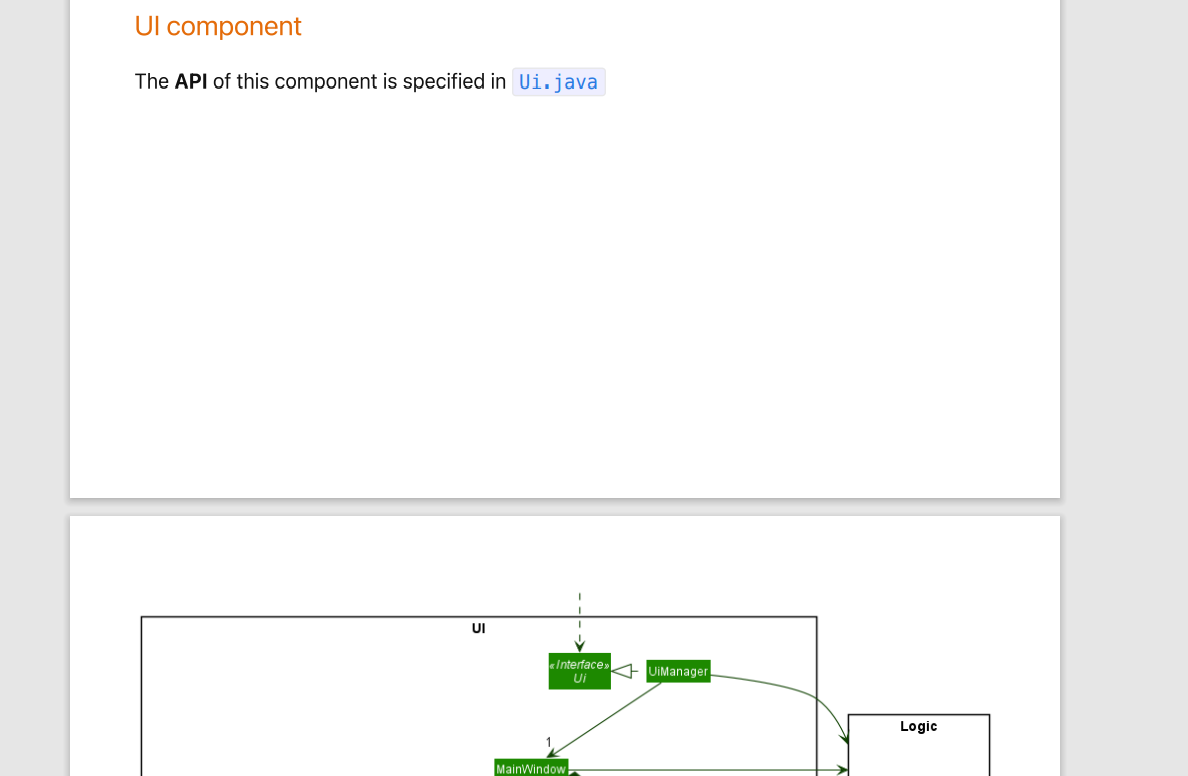 UI component
The API of this component is specified in Ui.java
UI
«Interface»
Ui
UiManager
Logic
1
MainWindow